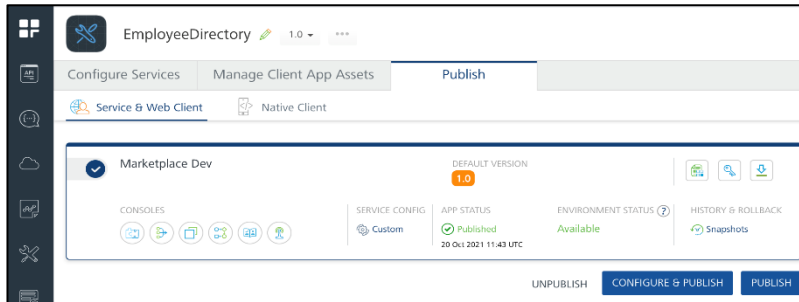 EmployeeDirectory 1.0
Configure Services Manage Client App Assets Publish
API
Service & Web Client Native Client
Marketplace Dev
DEFAULT VERSION
1.0
CONSOLES SERVICE CONFIG APP STATUS ENVIRONMENT STATUS ? HISTORY & ROLLBACK
Custom Published Available Snapshots
20 Oct 2021 11:43 UTC
UNPUBLISH CONFIGURE & PUBLISH PUBLISH